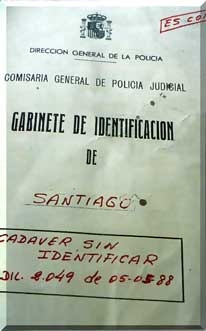 ES CO
DIRECCION GENERAL DE LA POLICIA
COMISARIA GENERAL DE POLICIA JUDICIAL
GABINETE DE IDENTIFICACION
DE
SANTIAGO
CADAVER SIN
IDENTIFICAR
DIL. 2.049 de 05-05-88